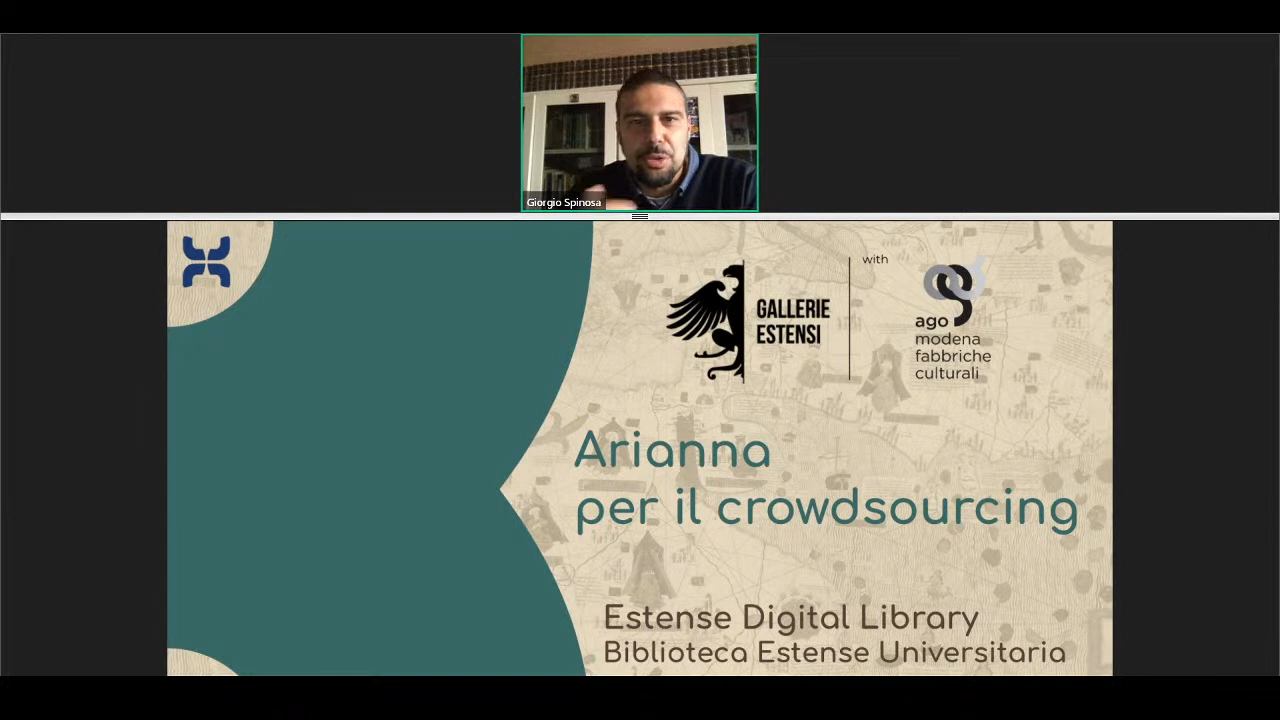 Giorgio Spinosa
GALLERIE
ESTENSI
with
ago
modena
fabbriche
culturali
Arianna
per il crowdsourcing
Estense Digital Library
Biblioteca Estense Universitaria